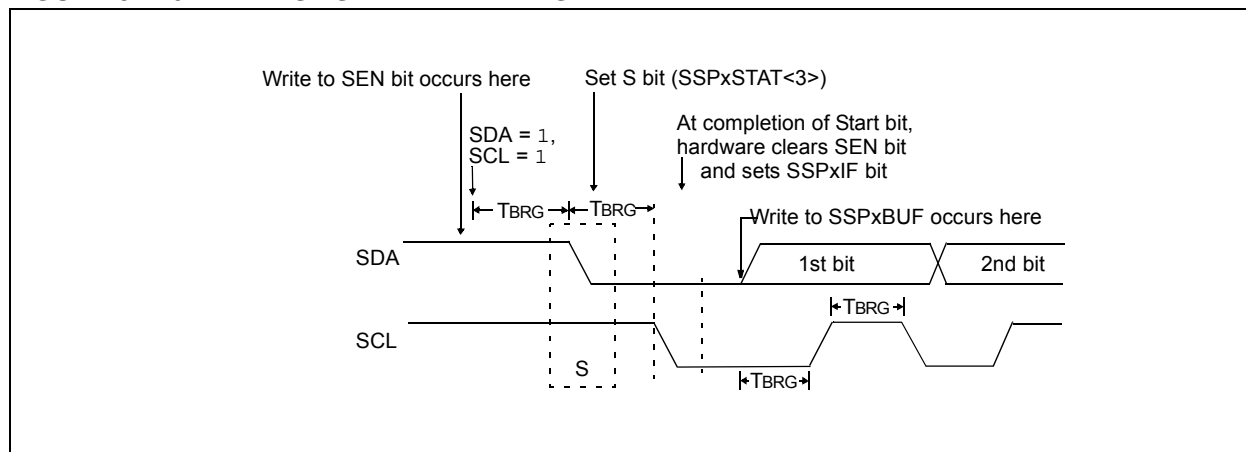 Write to SEN bit occurs here
Set S bit (SSPxSTAT<3>)
SDA = 1,
SCL = 1
At completion of Start bit,
hardware clears SEN bit
and sets SSPxIF bit
TBRG
TBRG
Write to SSPxBUF occurs here
SDA
1st bit
2nd bit
TBRG
SCL
S
TBRG